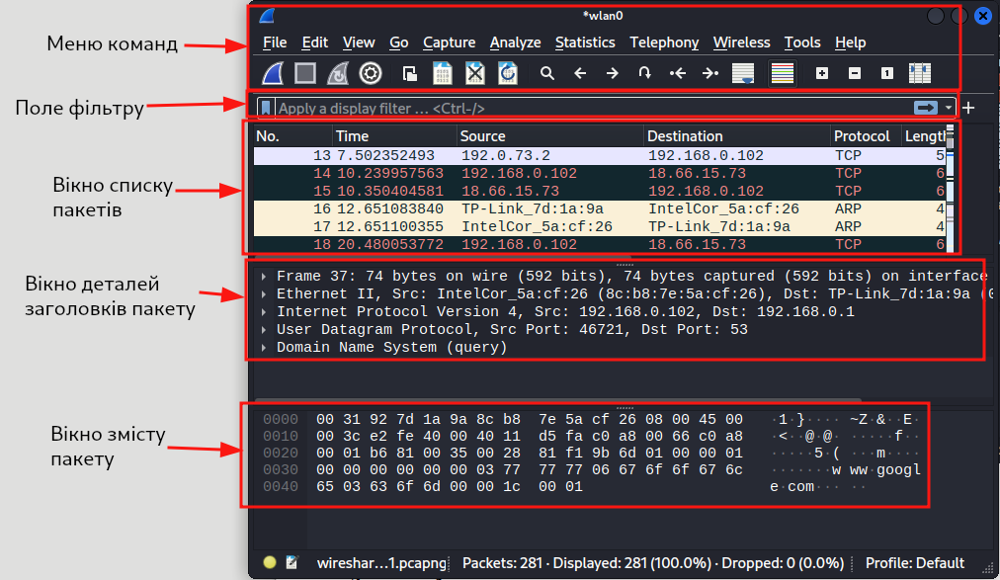 *wlan0
Меню команд
File Edit View Go Capture Analyze Statistics Telephony Wireless Tools Help
Поле фільтру
Apply a display filter ... <Ctrl-/>
No. Time Source Destination Protocol Length
13 7.502352493 192.0.73.2 192.168.0.102 TCP 5
14 10.239957563 192.168.0.102 18.66.15.73 TCP 6
15 10.350404581 18.66.15.73 192.168.0.102 TCP 6
16 12.651083840 TP-Link_7d:1a:9a IntelCor_5a:cf:26 ARP 4
17 12.651100355 IntelCor_5a:cf:26 TP-Link_7d:1a:9a ARP 4
18 20.480053772 192.168.0.102 18.66.15.73 TCP 6
Вікно списку
пакетів
Вікно деталей
заголовків пакету
Frame 37: 74 bytes on wire (592 bits), 74 bytes captured (592 bits) on interface
Ethernet II, Src: IntelCor_5a:cf:26 (8c:b8:7e:5a:cf:26), Dst: TP-Link_7d:1a:9a (
Internet Protocol Version 4, Src: 192.168.0.102, Dst: 192.168.0.1
User Datagram Protocol, Src Port: 46721, Dst Port: 53
Domain Name System (query)
Вікно змісту
пакету
0000 00 31 92 7d 1a 9a 8c b8 7e 5a cf 26 08 00 45 00 ·1·}···· ~Z·&··E·
0010 00 3c e2 fe 40 00 40 11 d5 fa c0 a8 00 66 c0 a8 ·<··@·@· ·····f··
0020 00 01 b6 81 00 35 00 28 81 f1 9b 6d 01 00 00 01 ·····5·( ···m····
0030 00 00 00 00 00 00 03 77 77 77 06 67 6f 6f 67 6c ·······w ww·googl
0040 65 03 63 6f 6d 00 00 1c 00 01 e·com··· ··
wireshar…1.pcapng Packets: 281 · Displayed: 281 (100.0%) · Dropped: 0 (0.0%) Profile: Default